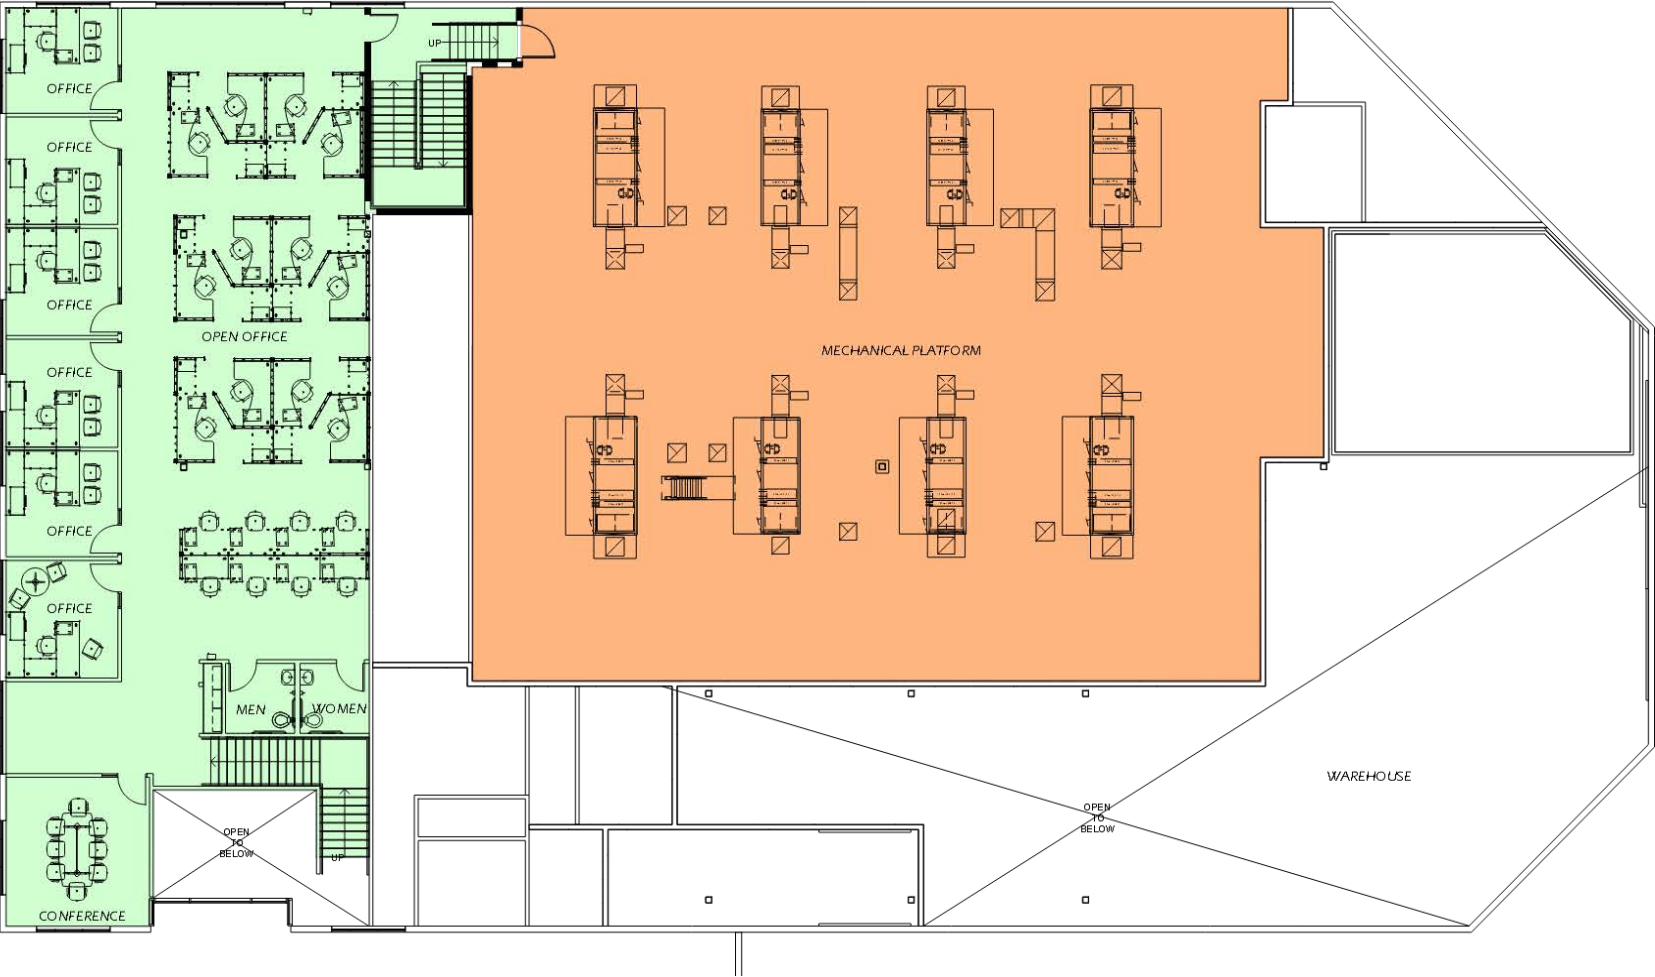 UP
OFFICE
OFFICE
OFFICE
OPEN OFFICE
MECHANICAL PLATFORM
OFFICE
OFFICE
OFFICE
MEN
WOMEN
WAREHOUSE
OPEN
TO
BELOW
OPEN
TO
BELOW
UP
CONFERENCE